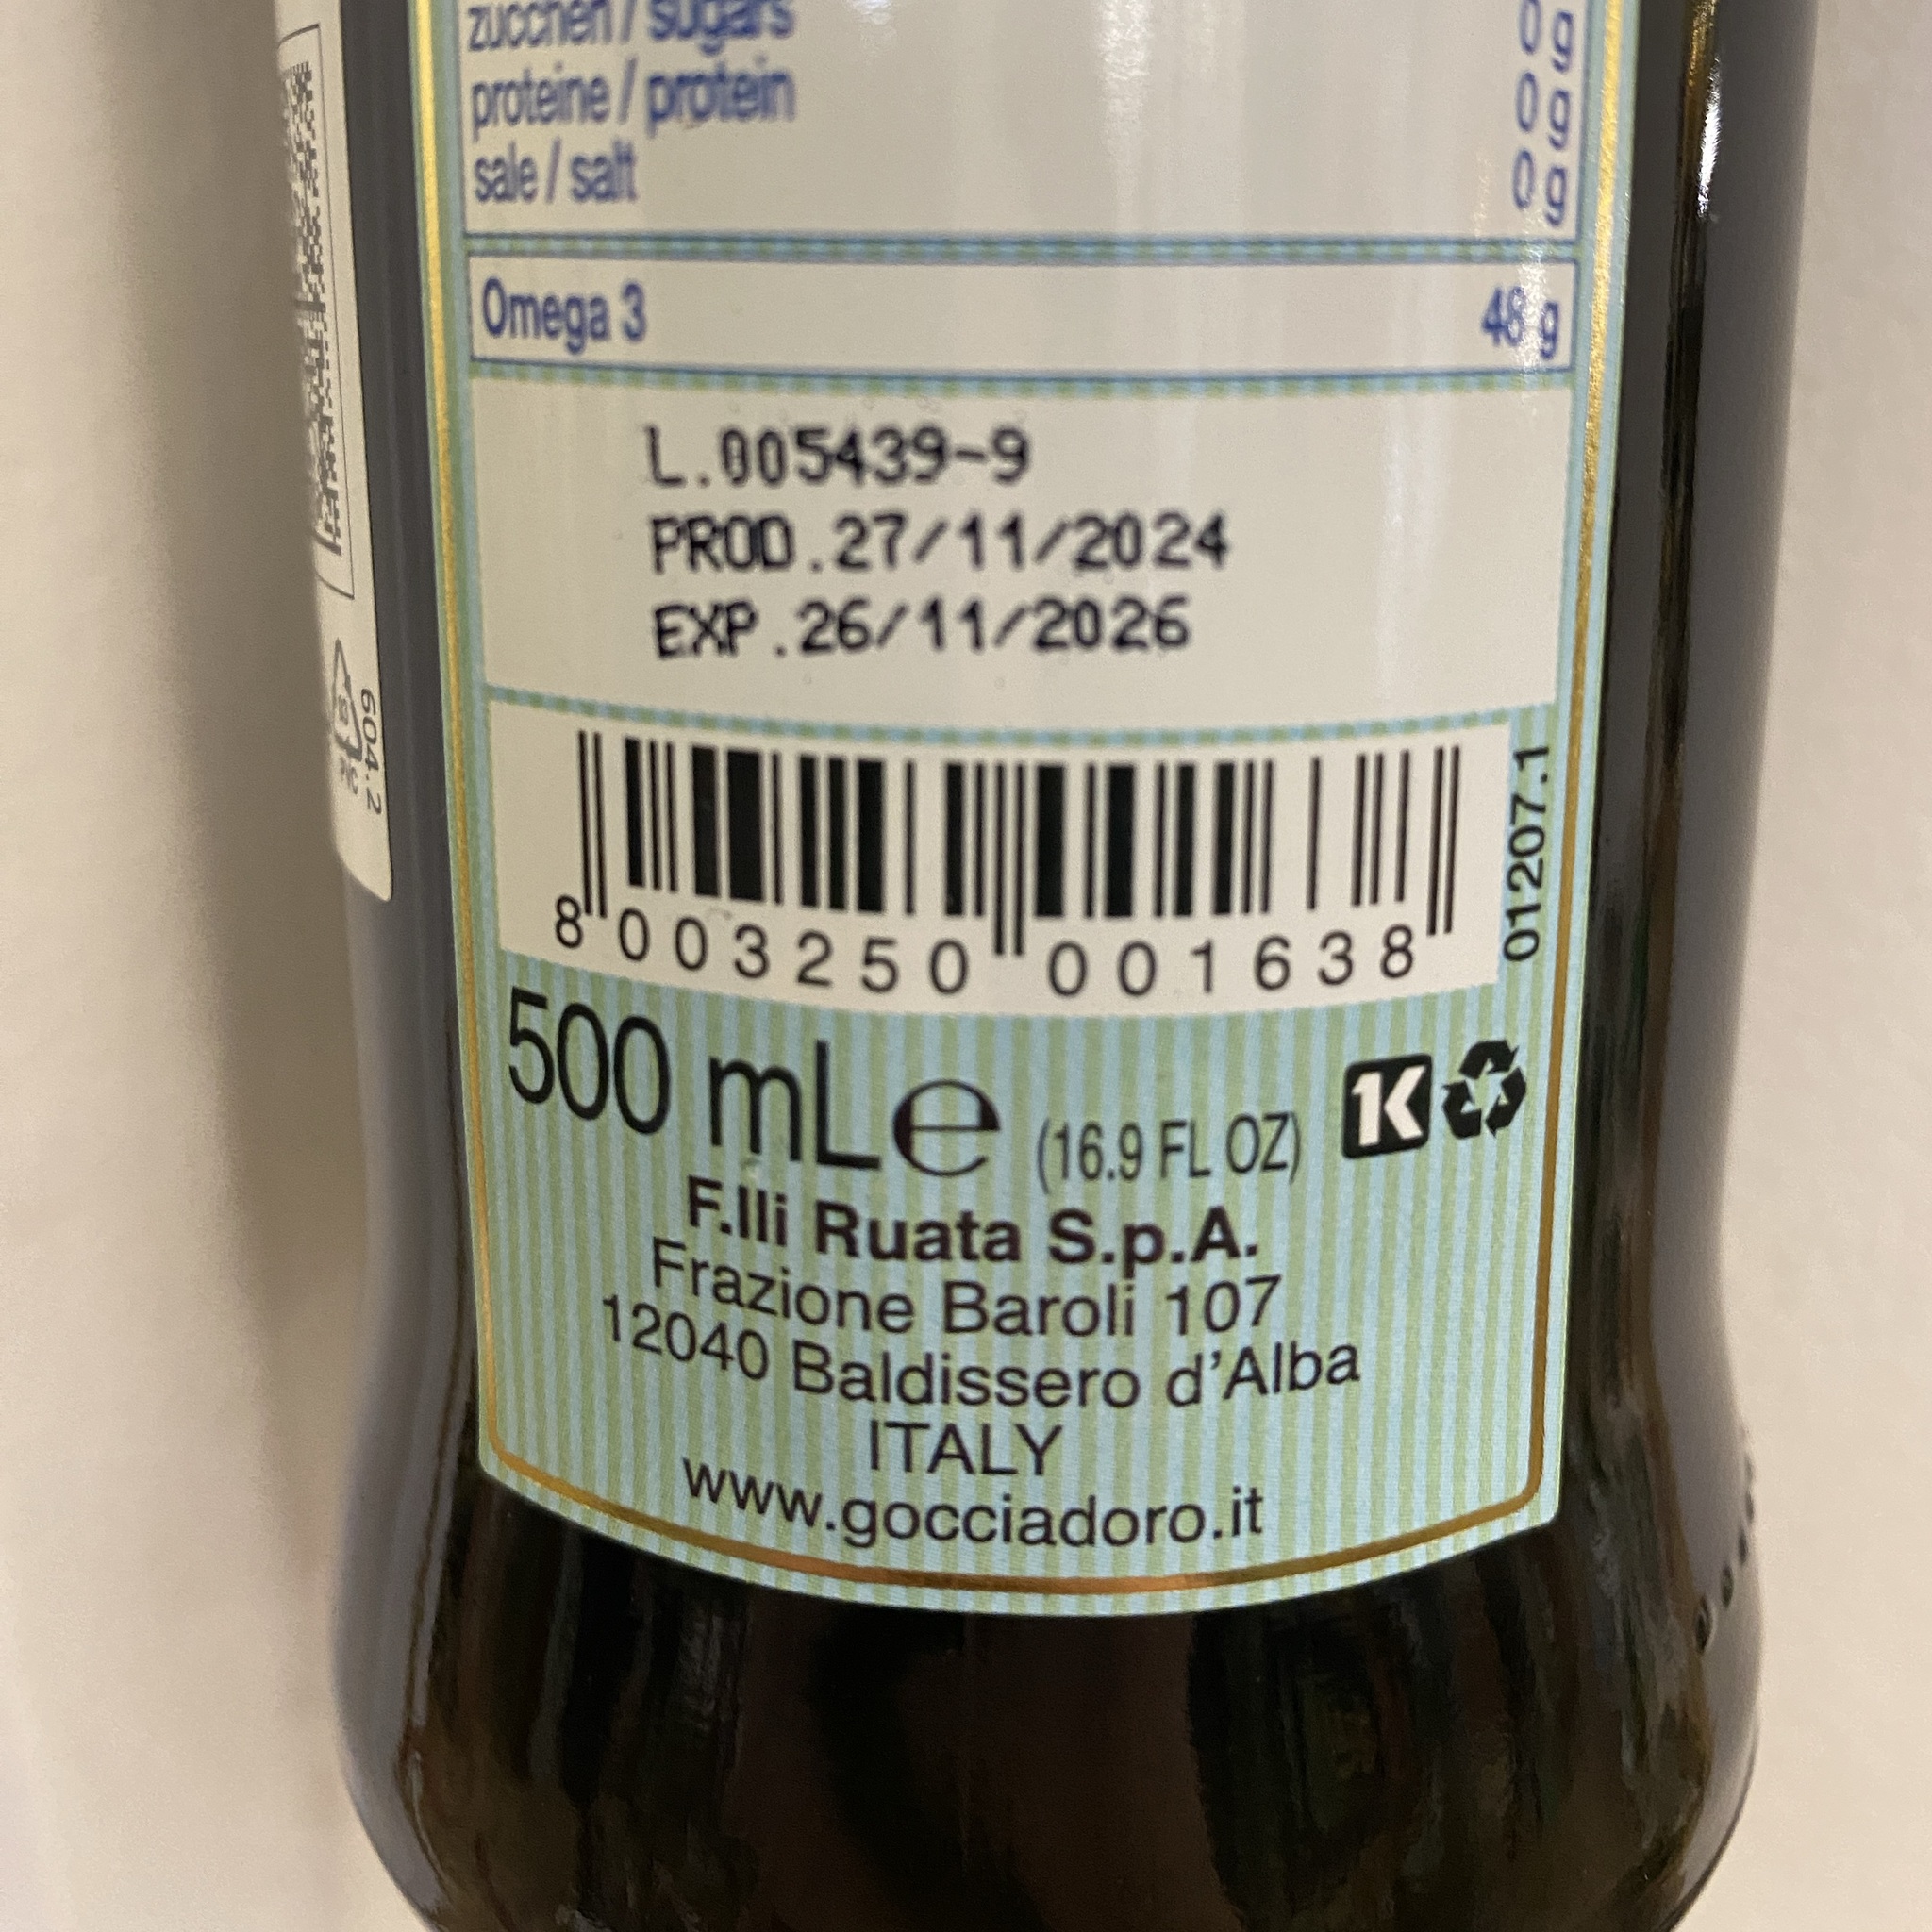 zuccheri / sugars 0 g
proteine / protein 0 g
sale / salt 0 g
Omega 3 48 g
L.005439-9
PROD.27/11/2024
EXP.26/11/2026
8 003250 001638
01207.1
500 mL e (16.9 FL OZ) K
F.lli Ruata S.p.A.
Frazione Baroli 107
12040 Baldissero d'Alba
ITALY
www.gocciadoro.it
604.2
PVC